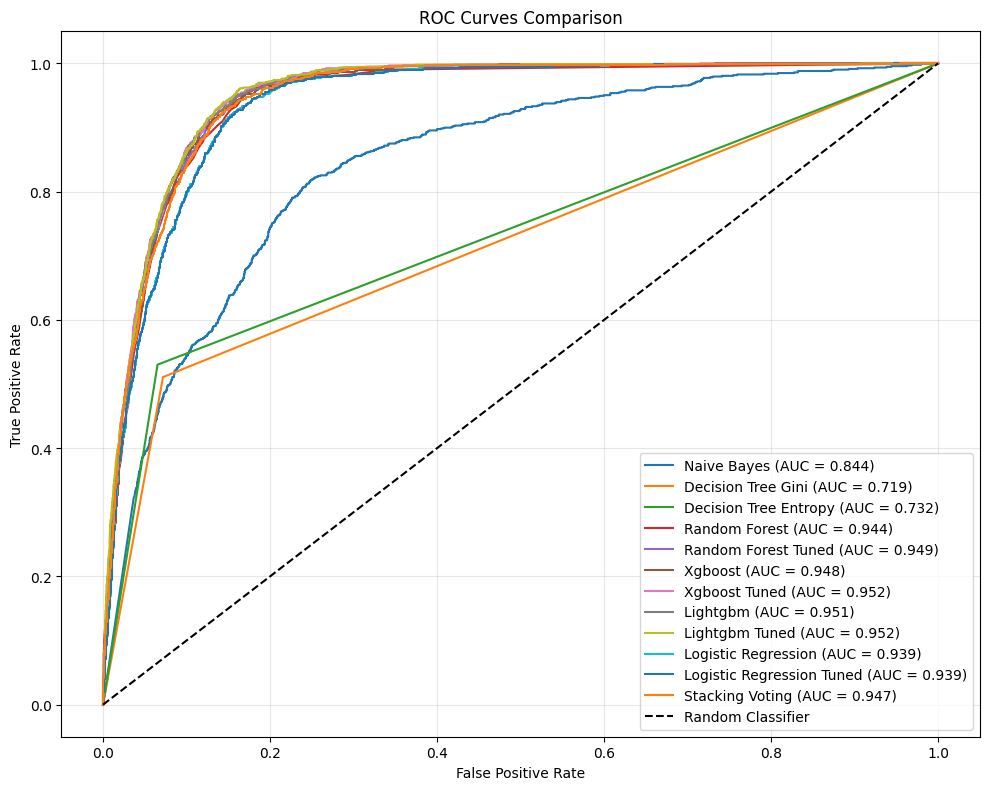 ROC Curves Comparison
True Positive Rate
1.0
0.8
0.6
0.4
0.2
0.0
Naive Bayes (AUC = 0.844)
Decision Tree Gini (AUC = 0.719)
Decision Tree Entropy (AUC = 0.732)
Random Forest (AUC = 0.944)
Random Forest Tuned (AUC = 0.949)
Xgboost (AUC = 0.948)
Xgboost Tuned (AUC = 0.952)
Lightgbm (AUC = 0.951)
Lightgbm Tuned (AUC = 0.952)
Logistic Regression (AUC = 0.939)
Logistic Regression Tuned (AUC = 0.939)
Stacking Voting (AUC = 0.947)
Random Classifier
0.0 0.2 0.4 0.6 0.8 1.0
False Positive Rate